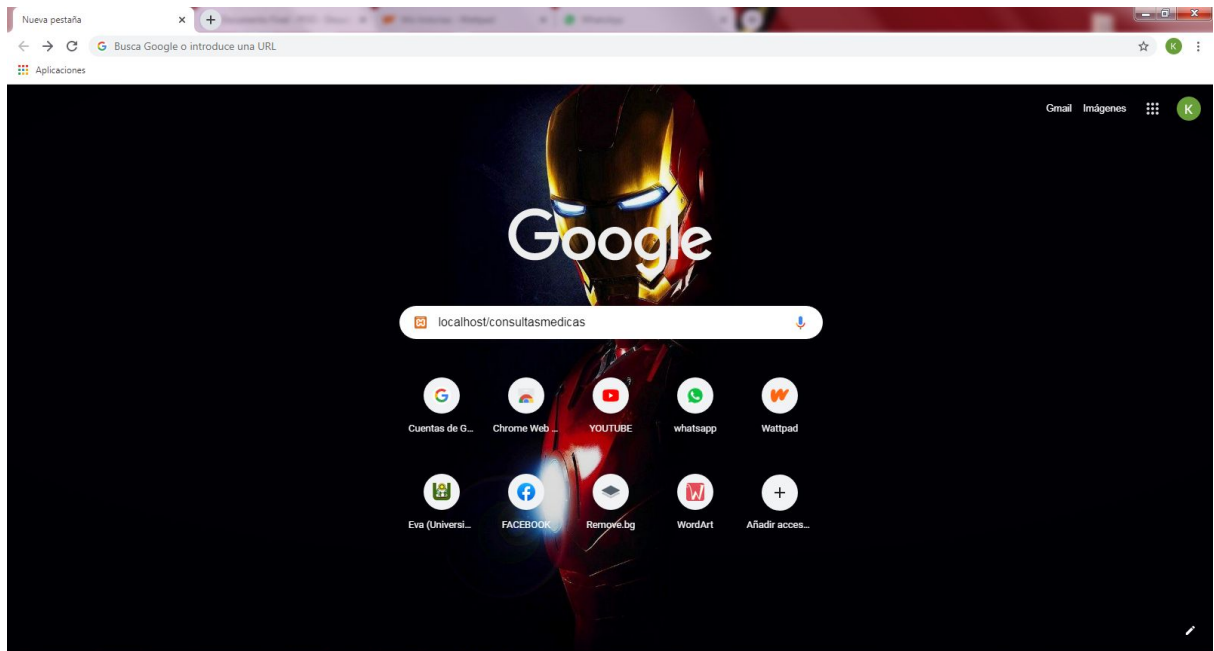 Nueva pestaña
Busca Google o introduce una URL
Aplicaciones
Gmail Imágenes K
Google
localhost/consultasmedicas
Cuentas de G... Chrome Web ... YOUTUBE whatsapp Wattpad
Eva (Universi... FACEBOOK Remove.bg WordArt Añadir acces...